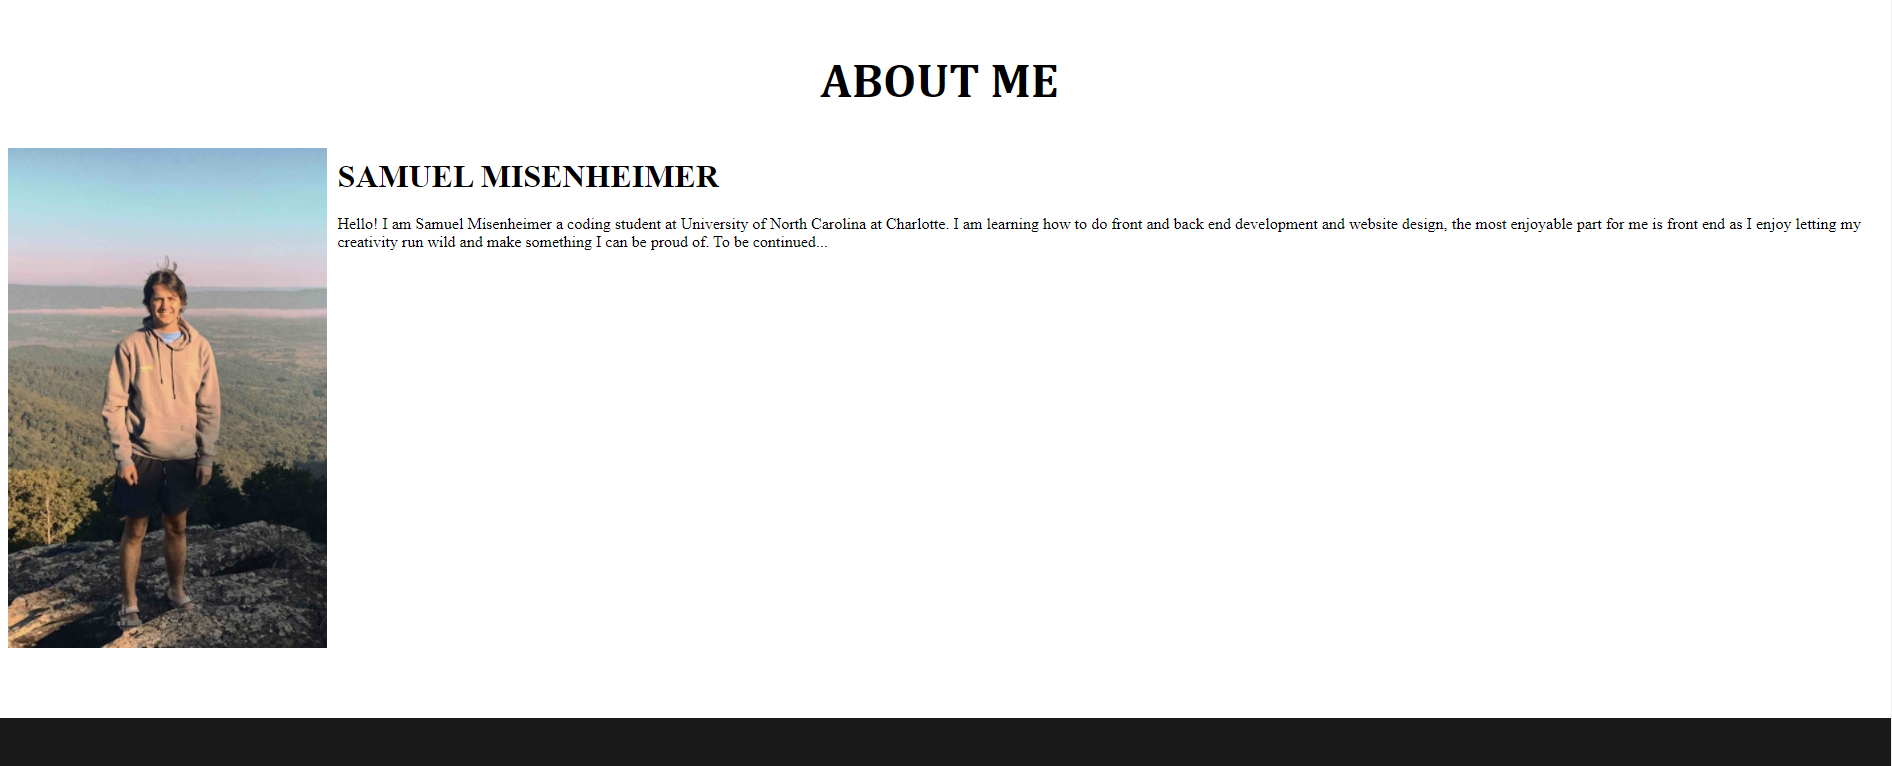 ABOUT ME
SAMUEL MISENHEIMER
Hello! I am Samuel Misenheimer a coding student at University of North Carolina at Charlotte. I am learning how to do front and back end development and website design, the most enjoyable part for me is front end as I enjoy letting my
creativity run wild and make something I can be proud of. To be continued...